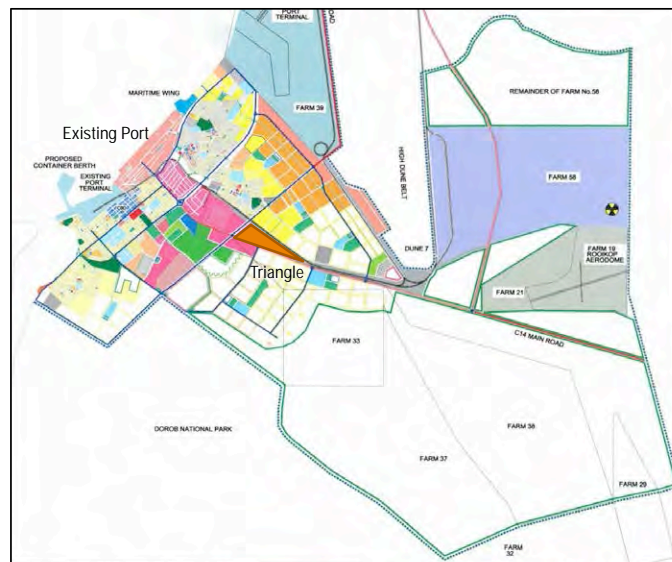 PORT
TERMINAL
ROAD
MARITIME WING
FARM 39
REMAINDER OF FARM No.58
Existing Port
HIGH DUNE BELT
PROPOSED
CONTAINER BERTH
EXISTING
PORT
TERMINAL
FARM 58
DUNE 7
FARM 19
ROOIKOP
AERODOME
Triangle
FARM 21
C14 MAIN ROAD
FARM 33
DOROB NATIONAL PARK
FARM 38
FARM 37
FARM 29
FARM
32